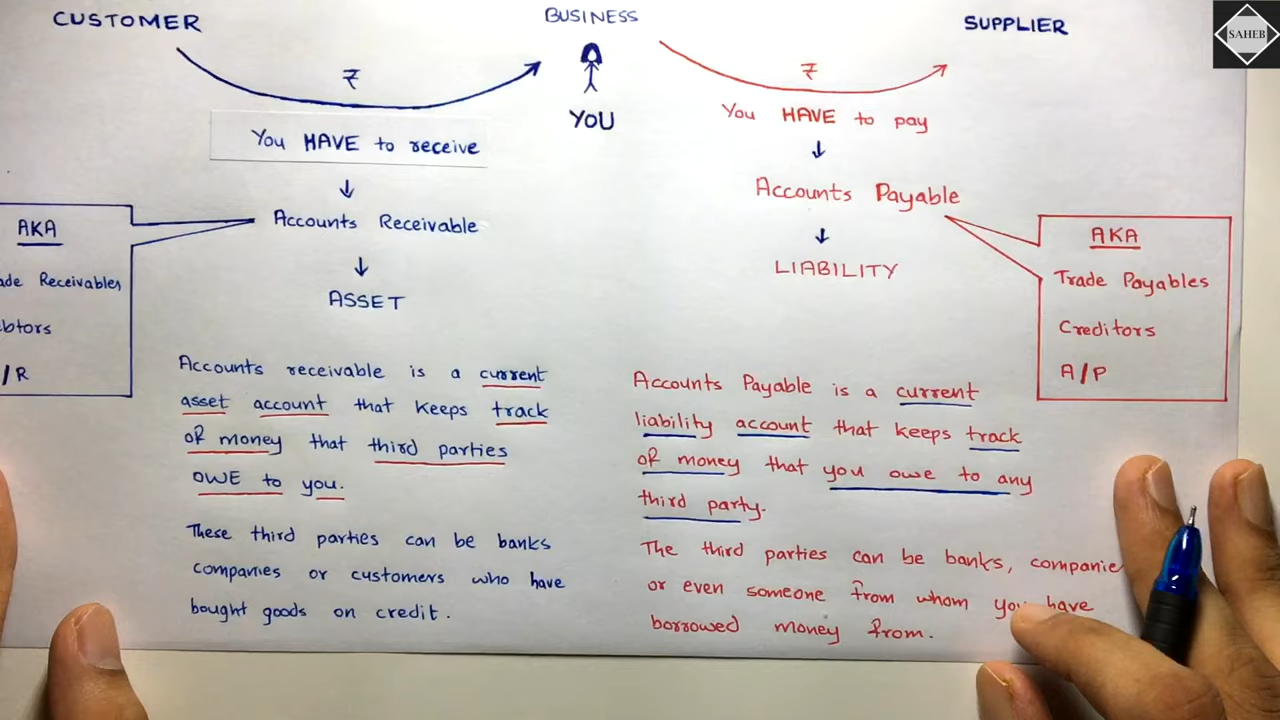 CUSTOMER
BUSINESS
SUPPLIER
SAHEB
₹
₹
YOU
You HAVE to receive
You HAVE to pay
Accounts Receivable
Accounts Payable
ASSET
LIABILITY
AKA
Receivables
/R
AKA
Trade Payables
Creditors
A/P
Accounts receivable is a current
asset account that keeps track
of money that third parties
OWE to you.
These third parties can be banks
companies or customers who have
bought goods on credit.
Accounts Payable is a current
liability account that keeps track
of money that you owe to any
third party.
The third parties can be banks, companie
or even someone from whom you have
borrowed money from.